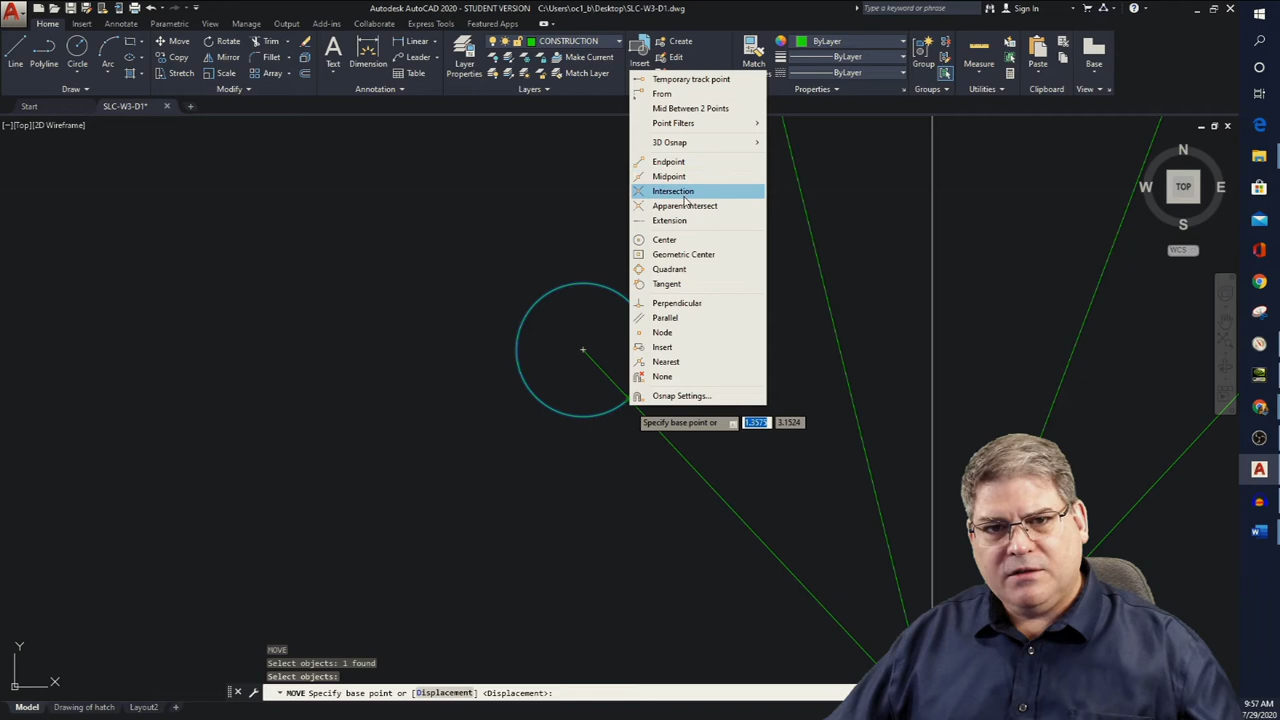 Autodesk AutoCAD 2020 - STUDENT VERSION C:\users\oc1_b\Desktop\SLC-W3-D1.dwg
Type a keyword or phrase
Sign In
Home Insert Annotate Parametric View Manage Output Add-ins Collaborate Express Tools Featured Apps
Line Polyline Circle Arc
Move Rotate Trim
Copy Mirror Fillet
Stretch Scale Array
Text Dimension
Linear
Leader
Table
Layer Properties
CONSTRUCTION
Make Current
Match Layer
Insert
Create
Edit
Match
ByLayer
ByLayer
ByLayer
Group
Measure
Paste
Base
Draw Modify Annotation Layers Properties Groups Utilities Clipboard View
Start SLC-W3-D1*
[−][Top][2D Wireframe]
Temporary track point
From
Mid Between 2 Points
Point Filters
3D Osnap
Endpoint
Midpoint
Intersection
Apparent Intersect
Extension
Center
Geometric Center
Quadrant
Tangent
Perpendicular
Parallel
Node
Insert
Nearest
None
Osnap Settings...
N
W TOP E
S
WCS
Specify base point or 1.3575 3.1524
Y
X
MOVE
Select objects: 1 found
Select objects:
MOVE Specify base point or [Displacement] <Displacement>:
Model Drawing of hatch Layout2 +
9:57 AM
7/29/2020